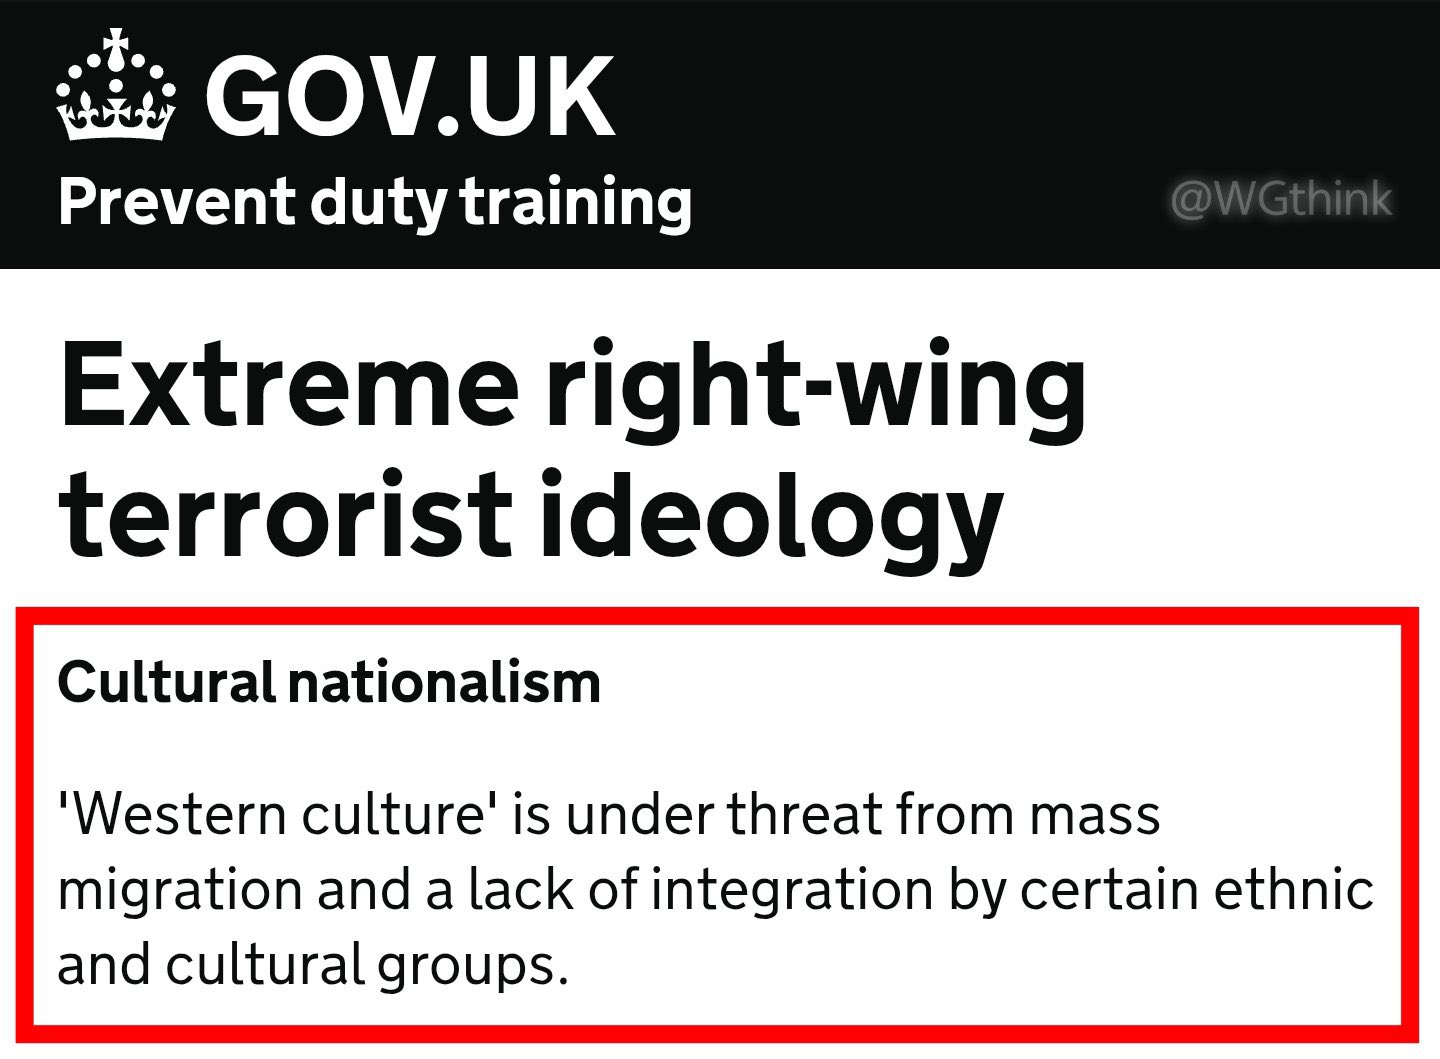 GOV.UK
Prevent duty training
@WGthink
Extreme right-wing
terrorist ideology
Cultural nationalism
'Western culture' is under threat from mass
migration and a lack of integration by certain ethnic
and cultural groups.